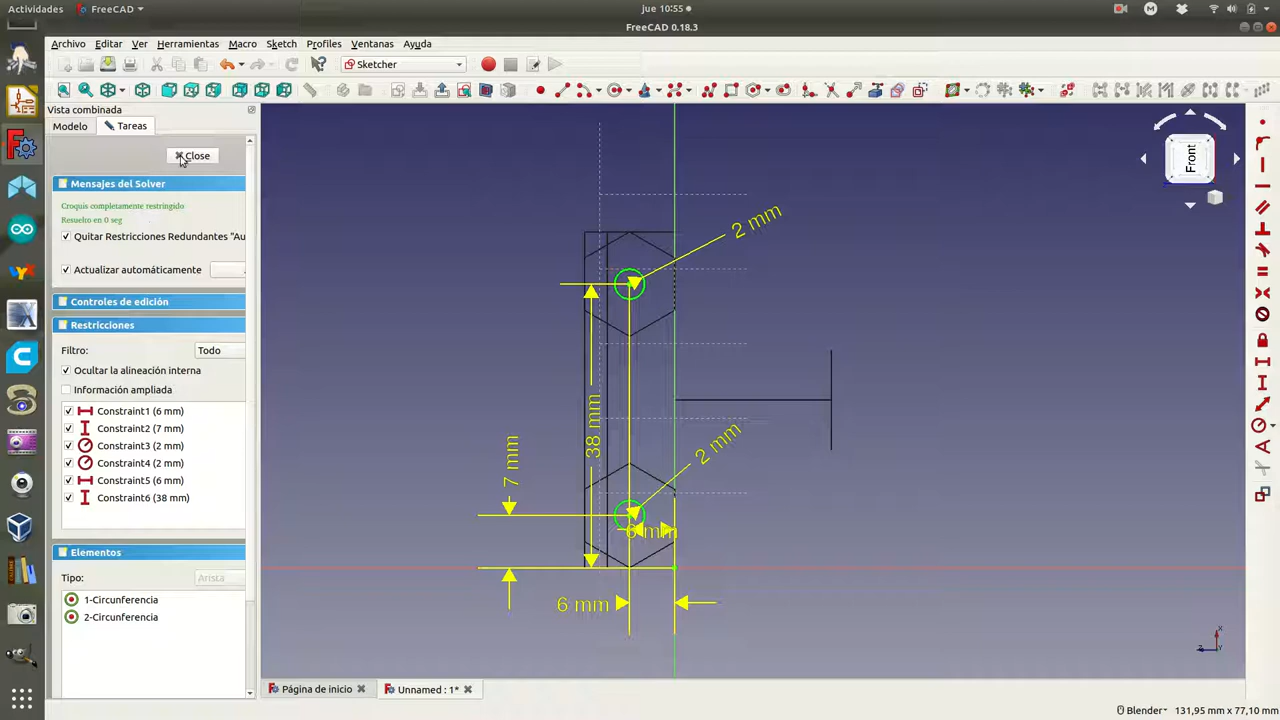 Actividades
FreeCAD
jue 10:55
FreeCAD 0.18.3
Archivo Editar Ver Herramientas Macro Sketch Profiles Ventanas Ayuda
Sketcher
Vista combinada
Modelo Tareas
Close
Mensajes del Solver
Croquis completamente restringido
Resuelto en 0 seg
Quitar Restricciones Redundantes "Au
Actualizar automáticamente
Controles de edición
Restricciones
Filtro: Todo
Ocultar la alineación interna
Información ampliada
Constraint1 (6 mm)
Constraint2 (7 mm)
Constraint3 (2 mm)
Constraint4 (2 mm)
Constraint5 (6 mm)
Constraint6 (38 mm)
Elementos
Tipo: Arista
1-Circunferencia
2-Circunferencia
2 mm
38 mm
2 mm
7 mm
6 mm
6 mm
Front
X
Y
Z
Página de inicio
Unnamed : 1*
Blender
131,95 mm x 77,10 mm